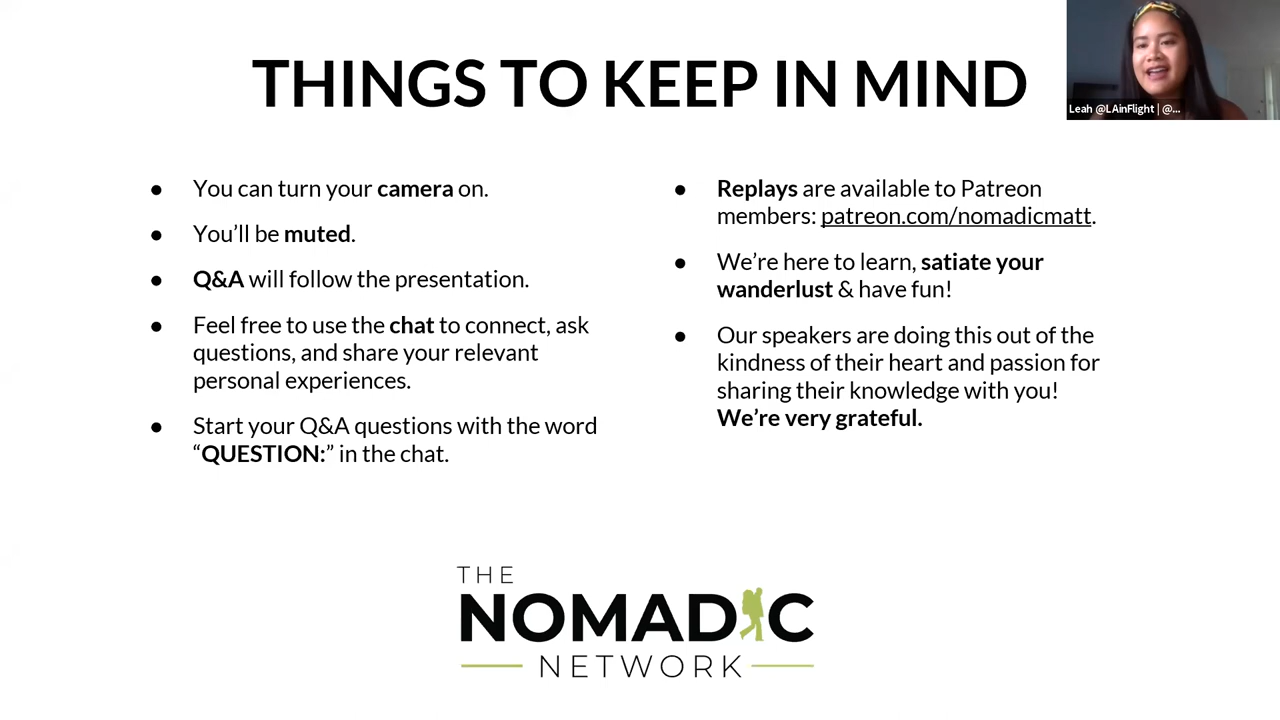 THINGS TO KEEP IN MIND
Leah @LAinFlight | @...
● You can turn your camera on.
● You’ll be muted.
● Q&A will follow the presentation.
● Feel free to use the chat to connect, ask
questions, and share your relevant
personal experiences.
● Start your Q&A questions with the word
“QUESTION:” in the chat.
● Replays are available to Patreon
members: patreon.com/nomadicmatt.
● We’re here to learn, satiate your
wanderlust & have fun!
● Our speakers are doing this out of the
kindness of their heart and passion for
sharing their knowledge with you!
We’re very grateful.
THE
NOMADIC
NETWORK